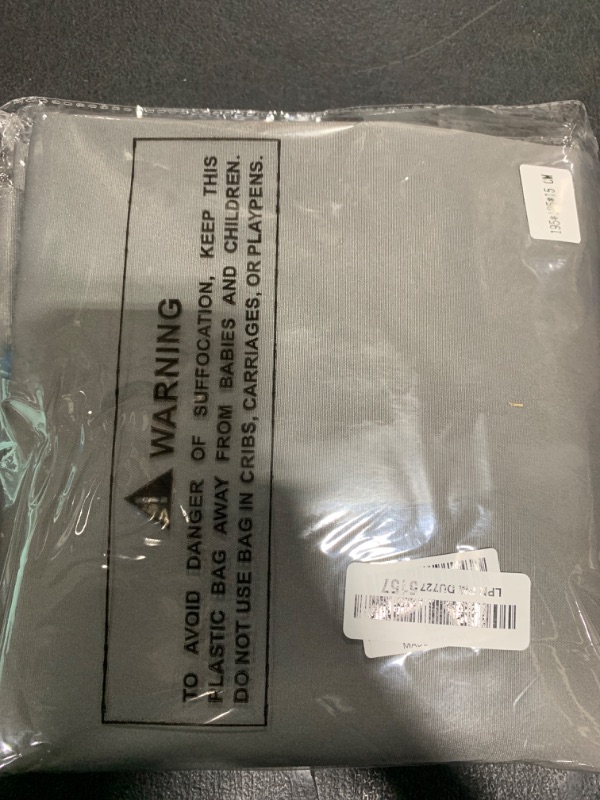 WARNING
TO AVOID DANGER OF SUFFOCATION, KEEP THIS
PLASTIC BAG AWAY FROM BABIES AND CHILDREN.
DO NOT USE BAG IN CRIBS, CARRIAGES, OR PLAYPENS.
CM